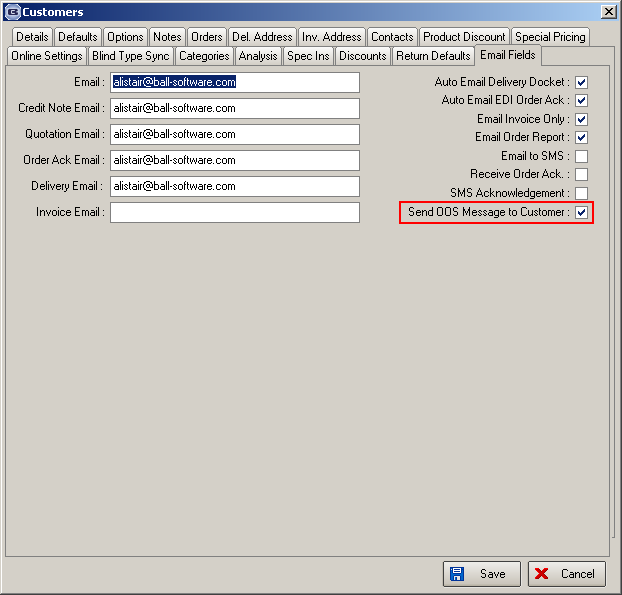 Customers
Details Defaults Options Notes Orders Del. Address Inv. Address Contacts Product Discount Special Pricing
Online Settings Blind Type Sync Categories Analysis Spec Ins Discounts Return Defaults Email Fields
Email : alistair@ball-software.com
Credit Note Email : alistair@ball-software.com
Quotation Email : alistair@ball-software.com
Order Ack Email : alistair@ball-software.com
Delivery Email : alistair@ball-software.com
Invoice Email :
Auto Email Delivery Docket :
Auto Email EDI Order Ack :
Email Invoice Only :
Email Order Report :
Email to SMS :
Receive Order Ack. :
SMS Acknowledgement :
Send OOS Message to Customer :
Save Cancel